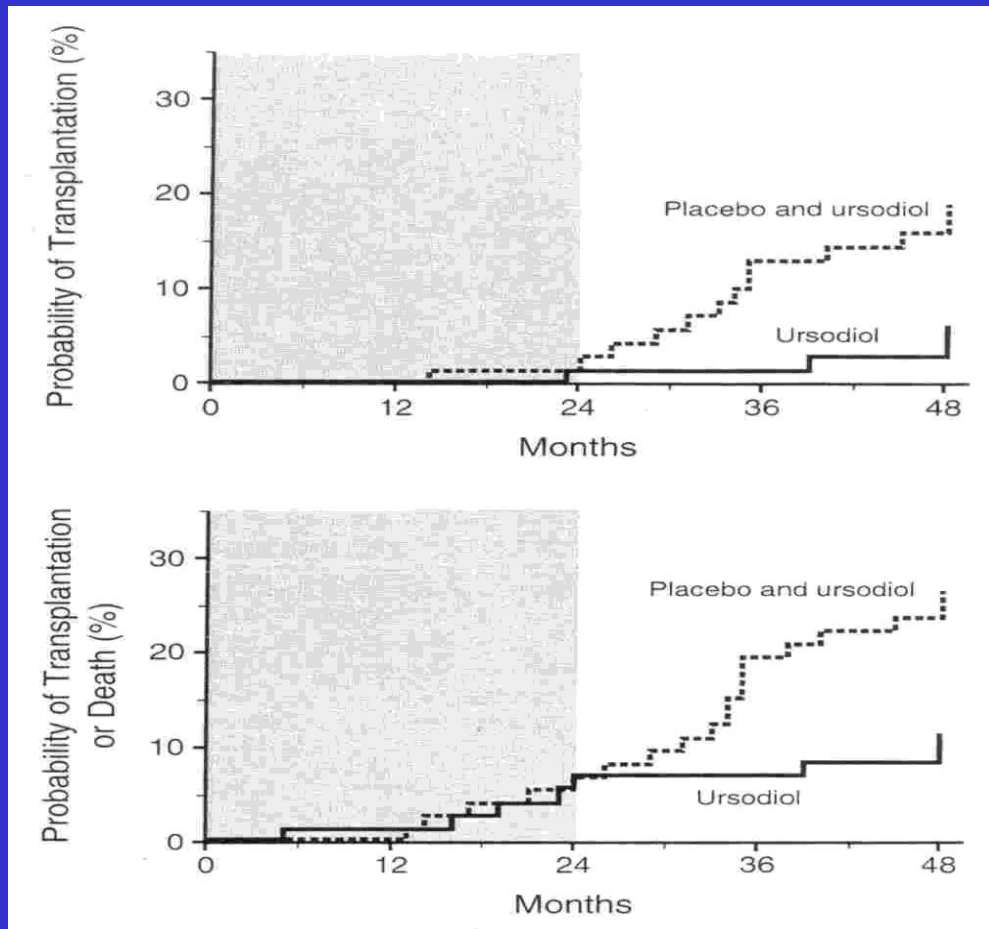 Probability of Transplantation (%)
30
20
10
0
Placebo and ursodiol
Ursodiol
0 12 24 36 48
Months
Probability of Transplantation
or Death (%)
30
20
10
0
Placebo and ursodiol
Ursodiol
0 12 24 36 48
Months